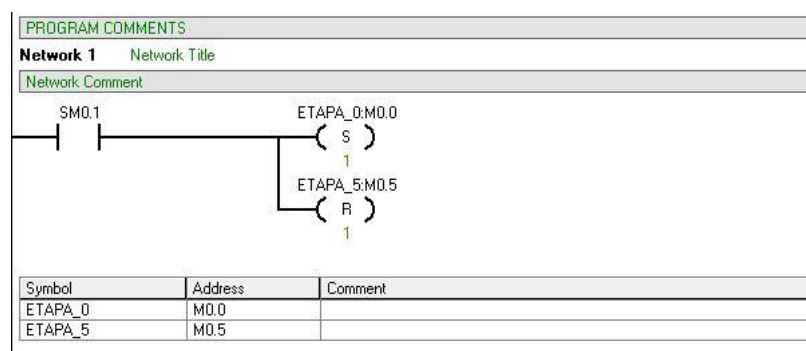 PROGRAM COMMENTS
Network 1 Network Title
Network Comment
SM0.1 ETAPA_0:M0.0
S
1
ETAPA_5:M0.5
R
1
Symbol Address Comment
ETAPA_0 M0.0
ETAPA_5 M0.5